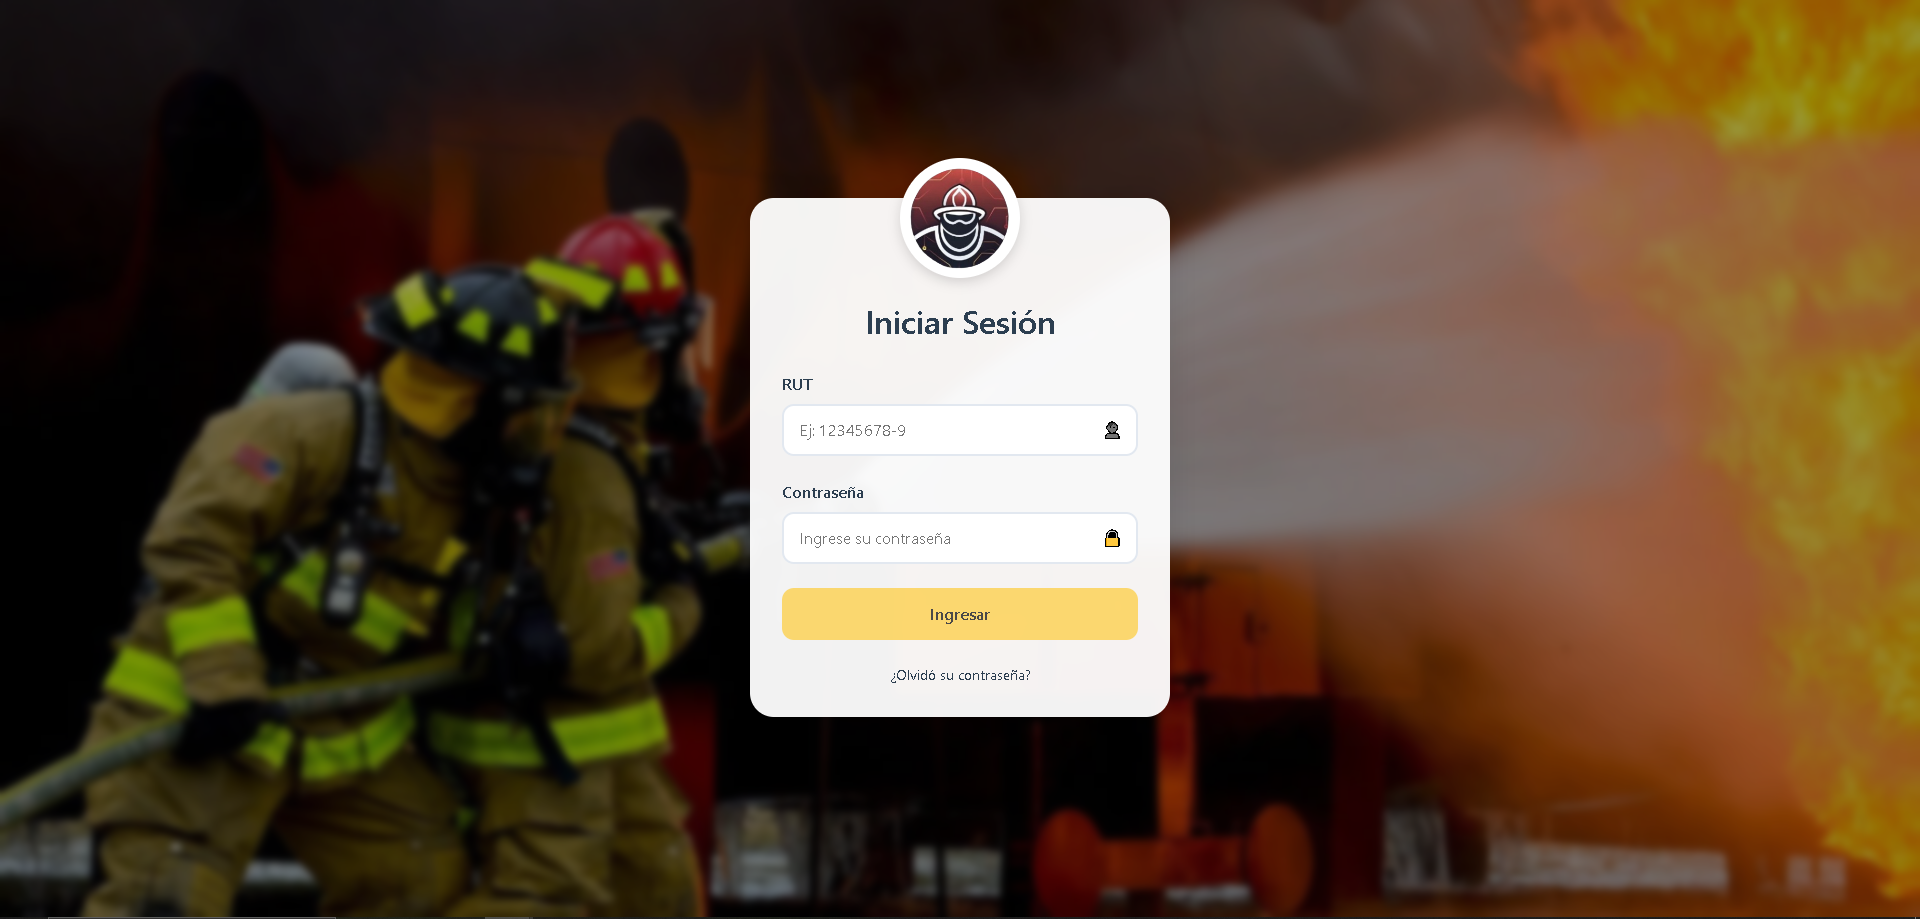 Iniciar Sesión
RUT
Ej: 12345678-9
Contraseña
Ingrese su contraseña
Ingresar
¿Olvidó su contraseña?